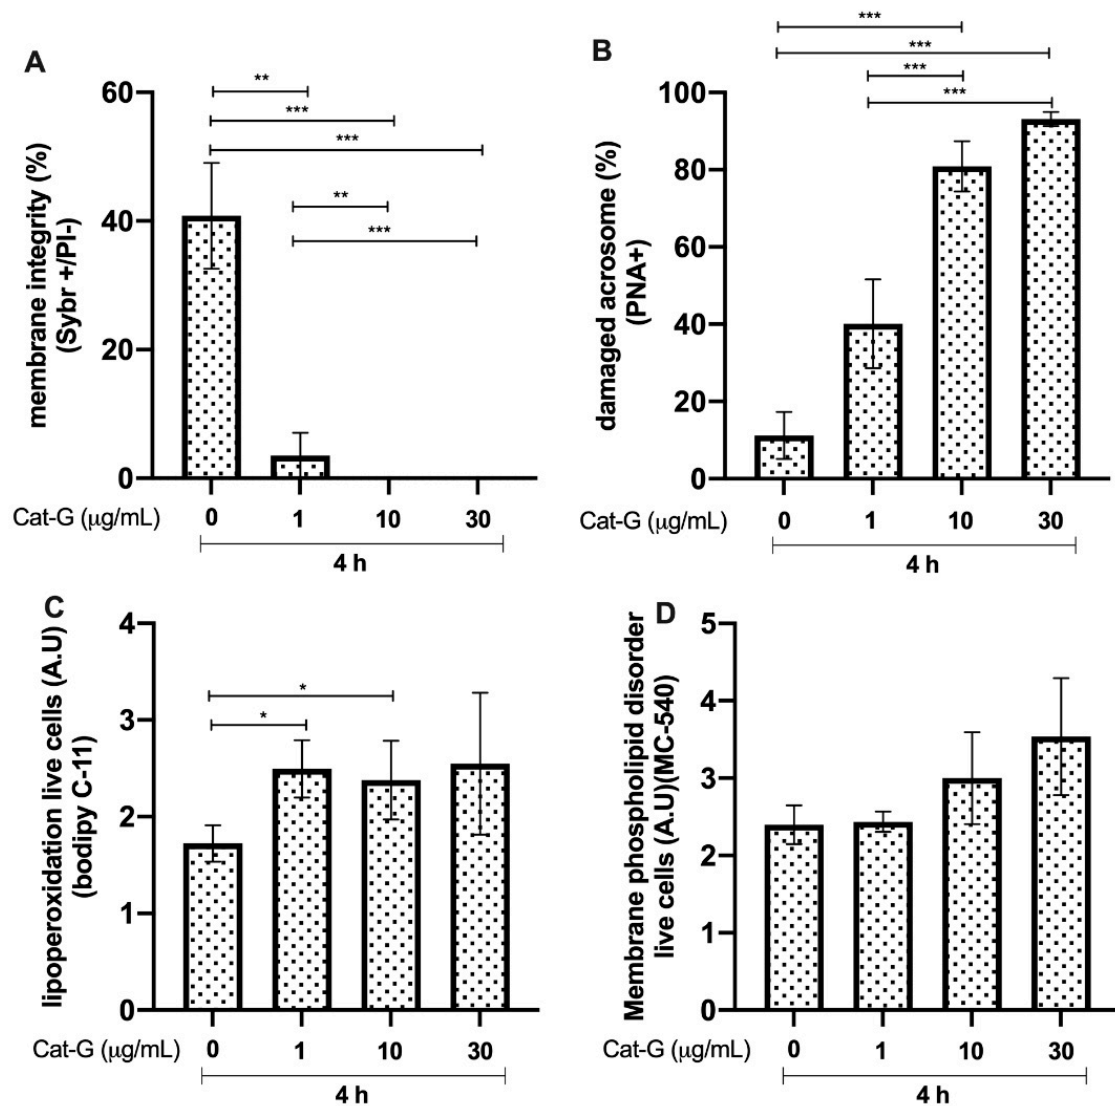 A
membrane integrity (%)
(Sybr +/PI-)
60
40
20
0
**
***
***
**
***
Cat-G (μg/mL) 0 1 10 30
4 h
B
damaged acrosome (%)
(PNA+)
100
80
60
40
20
0
***
***
***
***
Cat-G (μg/mL) 0 1 10 30
4 h
C
lipoperoxidation live cells (A.U)
(bodipy C-11)
4
3
2
1
0
*
*
Cat-G (μg/mL) 0 1 10 30
4 h
D
Membrane phospholipid disorder
live cells (A.U)(MC-540)
5
4
3
2
1
0
Cat-G (μg/mL) 0 1 10 30
4 h